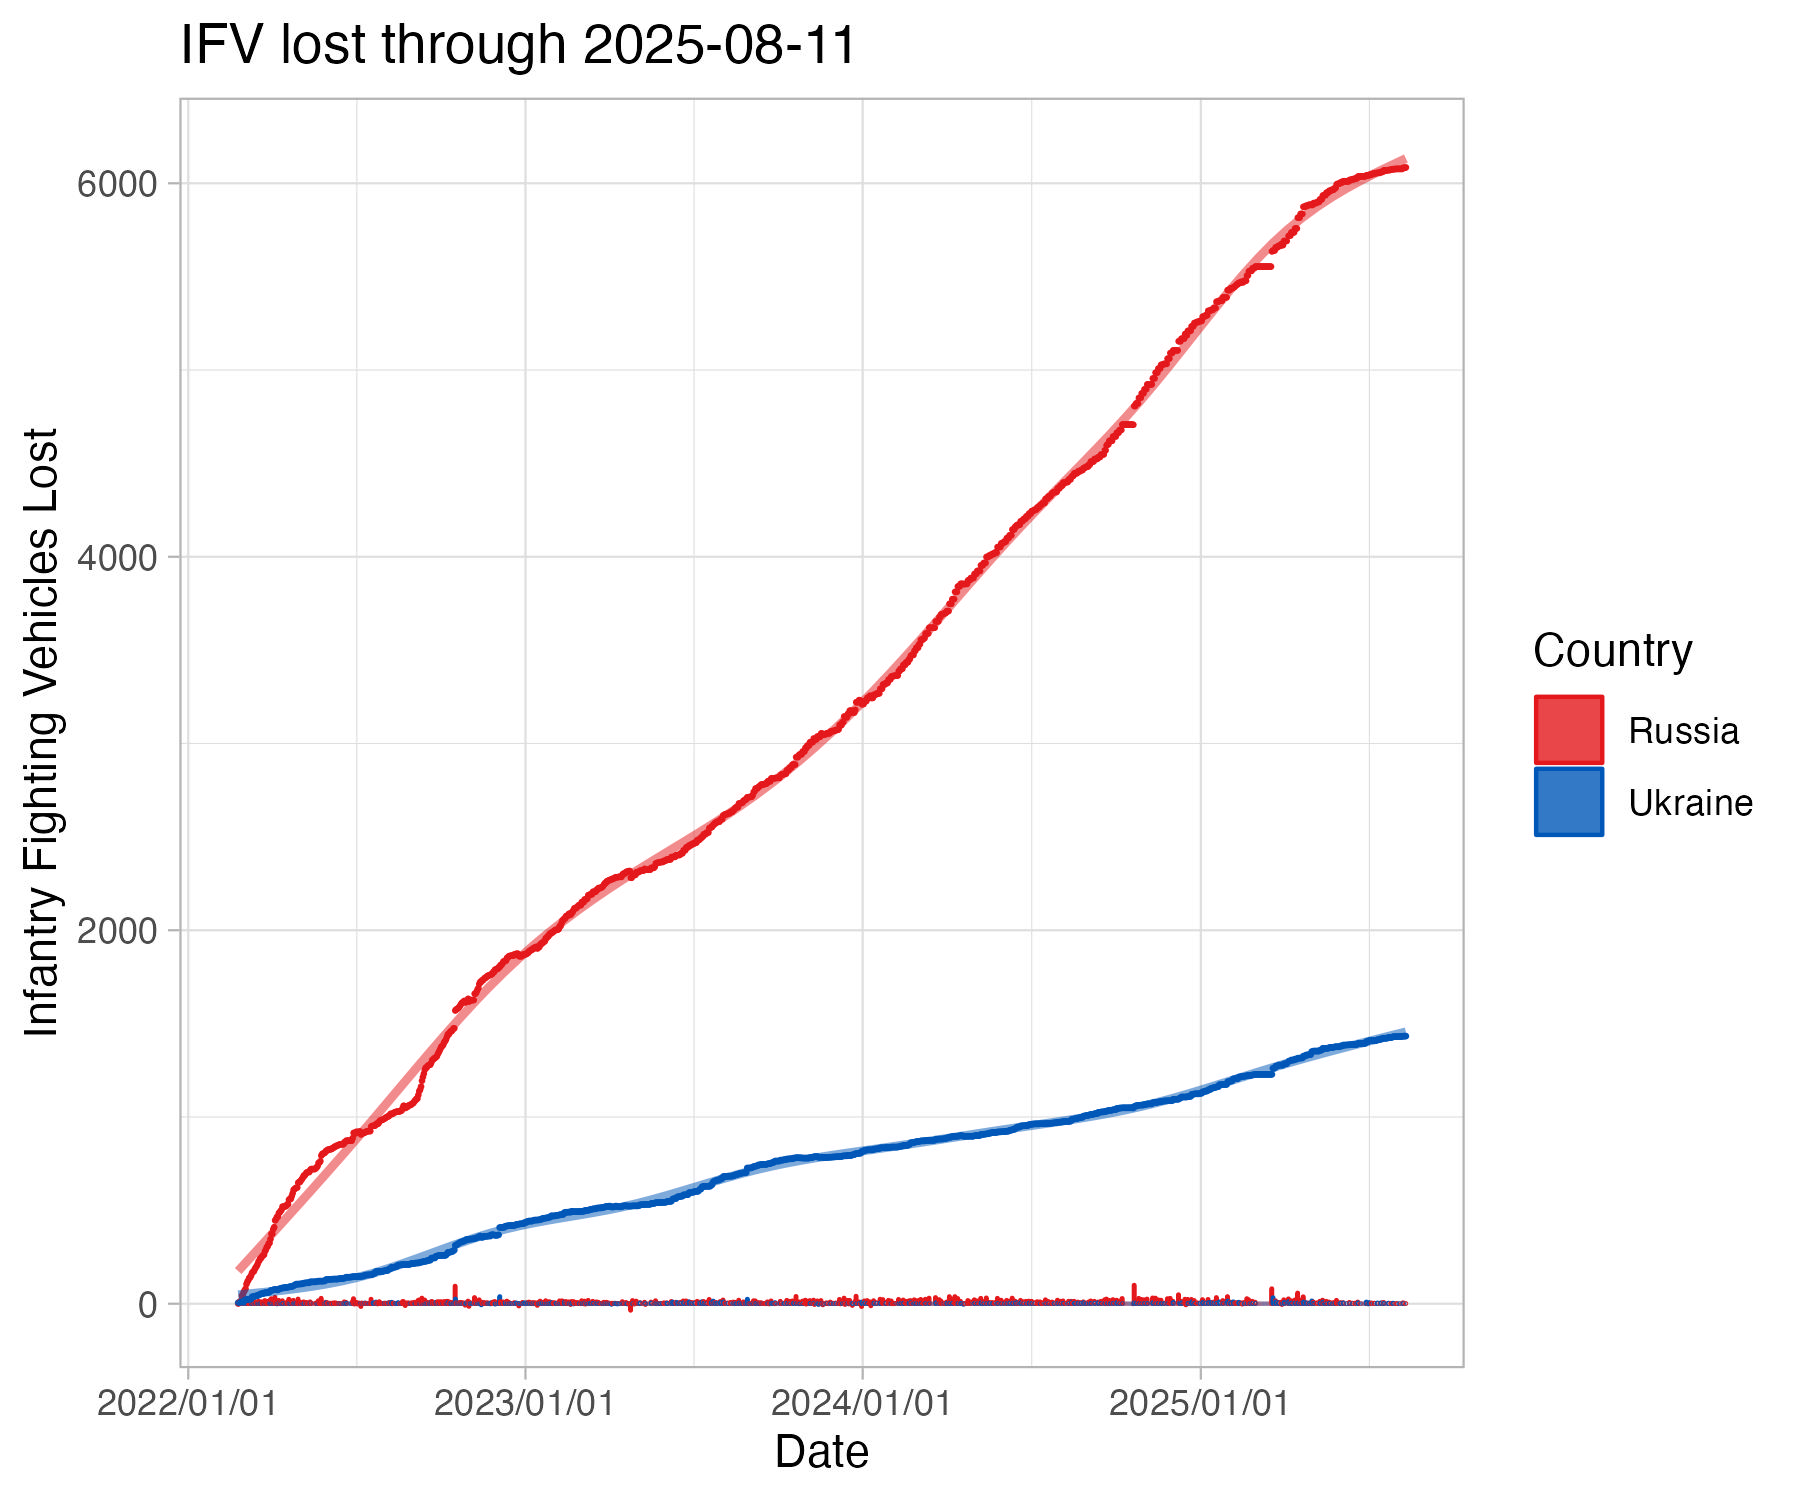 IFV lost through 2025-08-11
Infantry Fighting Vehicles Lost
6000
4000
2000
0
2022/01/01
2023/01/01
2024/01/01
2025/01/01
Date
Country
Russia
Ukraine